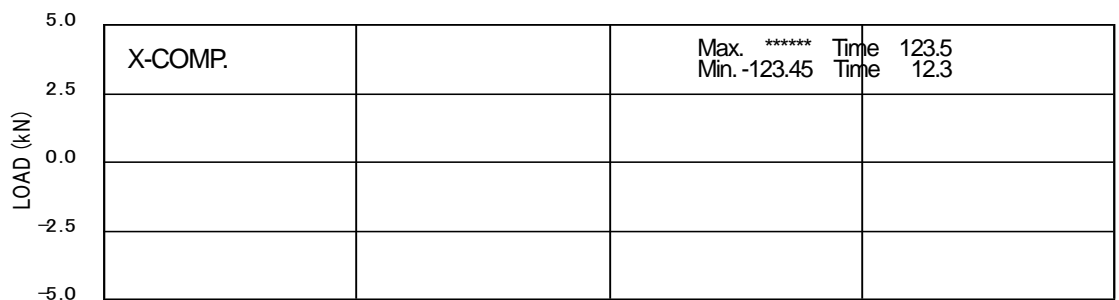 5.0
X-COMP.
Max. ****** Time 123.5
Min. -123.45 Time 12.3
2.5
LOAD (kN)
0.0
-2.5
-5.0